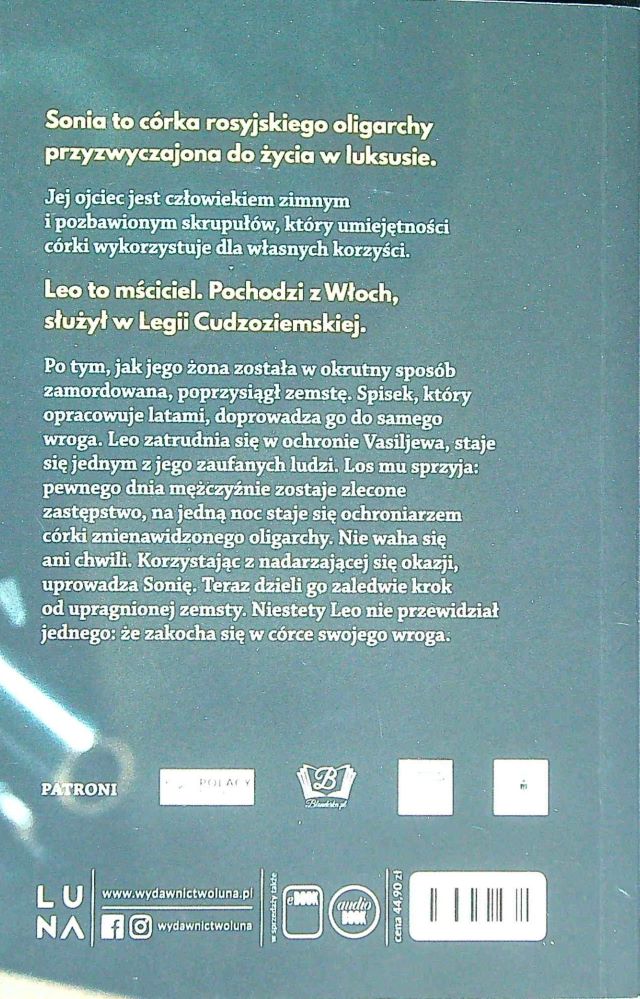 Sonia to córka rosyjskiego oligarchy
przyzwyczajona do życia w luksusie.
Jej ojciec jest człowiekiem zimnym
i pozbawionym skrupułów, który umiejętności
córki wykorzystuje dla własnych korzyści.
Leo to mściciel. Pochodzi z Włoch,
służył w Legii Cudzoziemskiej.
Po tym, jak jego żona została w okrutny sposób
zamordowana, poprzysiągł zemstę. Spisek, który
opracowuje latami, doprowadza go do samego
wroga. Leo zatrudnia się w ochronie Vasiljewa, staje
się jednym z jego zaufanych ludzi. Los mu sprzyja:
pewnego dnia mężczyźnie zostaje zlecone
zastępstwo, na jedną noc staje się ochroniarzem
córki znienawidzonego oligarchy. Nie waha się
ani chwili. Korzystając z nadarzającej się okazji,
uprowadza Sonię. Teraz dzieli go zaledwie krok
od upragnionej zemsty. Niestety Leo nie przewidział
jednego: że zakocha się w córce swojego wroga.
PATRONI
POLACY
B
Blonderka.pl
LUNA
www.wydawnictwoluna.pl
wydawnictwoluna
w sprzedaży także
eBOOK
audio
BOOK
cena 44,90 zł